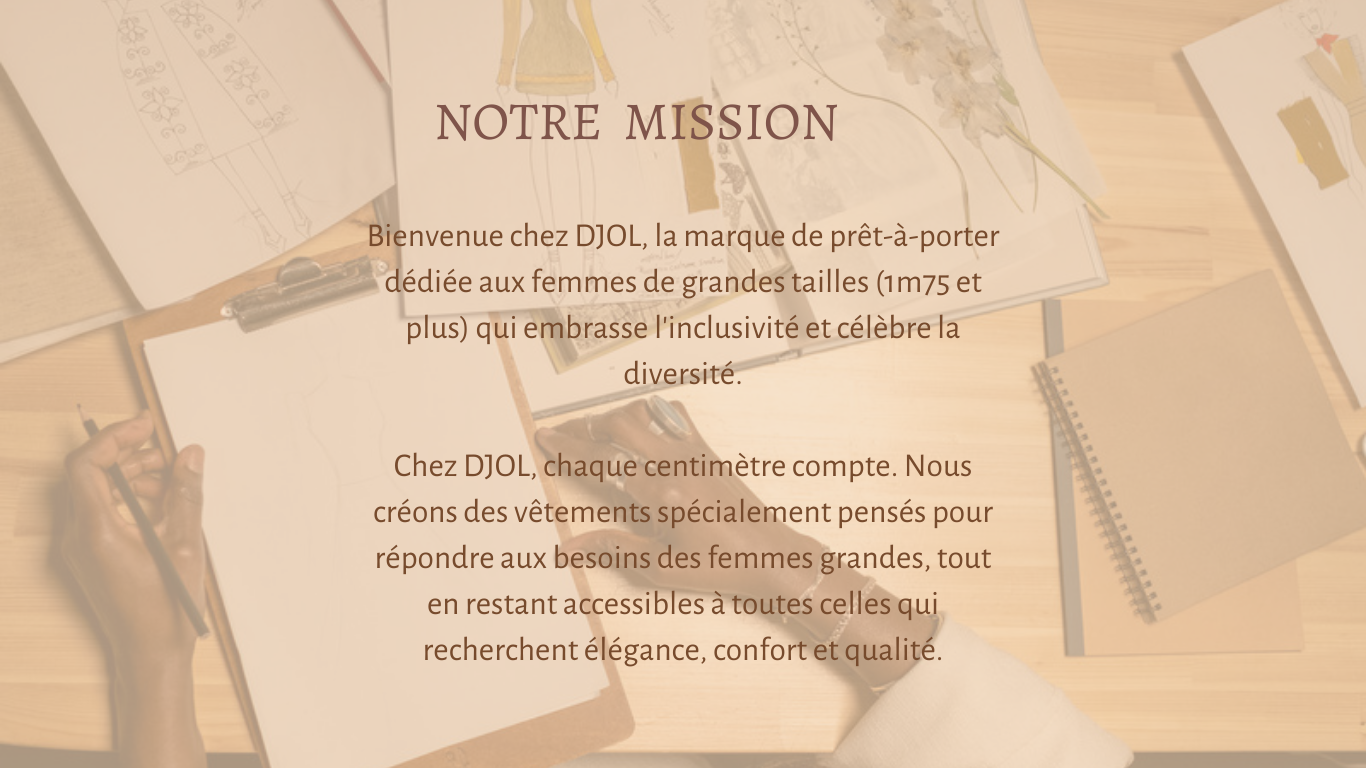 NOTRE MISSION
Bienvenue chez DJOL, la marque de prêt-à-porter
dédiée aux femmes de grandes tailles (1m75 et
plus) qui embrasse l'inclusivité et célèbre la
diversité.
Chez DJOL, chaque centimètre compte. Nous
créons des vêtements spécialement pensés pour
répondre aux besoins des femmes grandes, tout
en restant accessibles à toutes celles qui
recherchent élégance, confort et qualité.